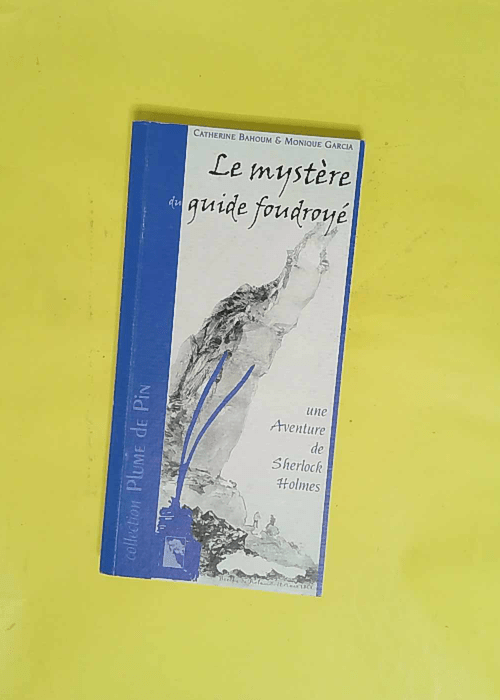 CATHERINE BAHOUM & MONIQUE GARCIA
Le mystère
du guide foudroyé
une
Aventure
de
Sherlock
Holmes
collection PLUME DE PIN